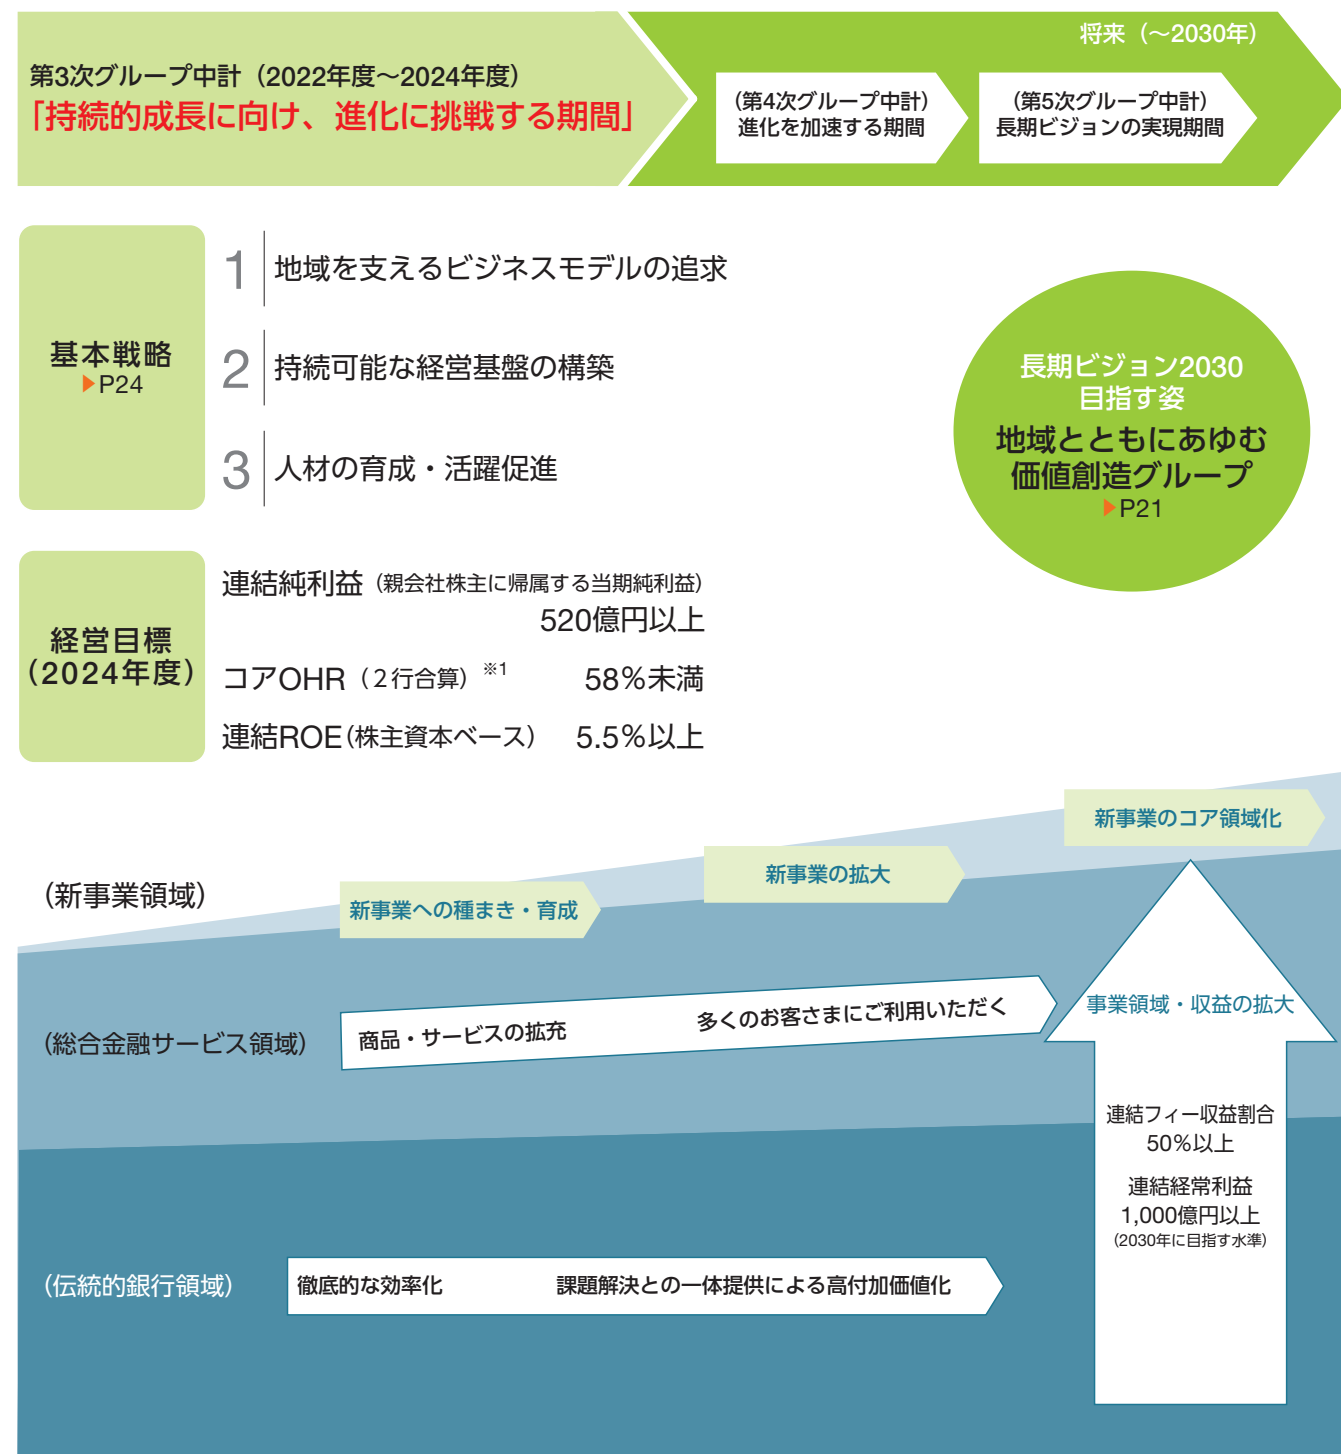 将来（～2030年）
第3次グループ中計（2022年度～2024年度）
「持続的成長に向け、進化に挑戦する期間」
（第4次グループ中計）
進化を加速する期間
（第5次グループ中計）
長期ビジョンの実現期間
基本戦略
▶P24
1 地域を支えるビジネスモデルの追求
2 持続可能な経営基盤の構築
3 人材の育成・活躍促進
長期ビジョン2030
目指す姿
地域とともにあゆむ
価値創造グループ
▶P21
経営目標
（2024年度）
連結純利益（親会社株主に帰属する当期純利益）
520億円以上
コアOHR（２行合算）※1 58%未満
連結ROE（株主資本ベース） 5.5%以上
新事業のコア領域化
新事業の拡大
（新事業領域）
新事業への種まき・育成
事業領域・収益の拡大
（総合金融サービス領域）
商品・サービスの拡充 多くのお客さまにご利用いただく
連結フィー収益割合
50%以上
連結経常利益
1,000億円以上
（2030年に目指す水準）
（伝統的銀行領域）
徹底的な効率化 課題解決との一体提供による高付加価値化